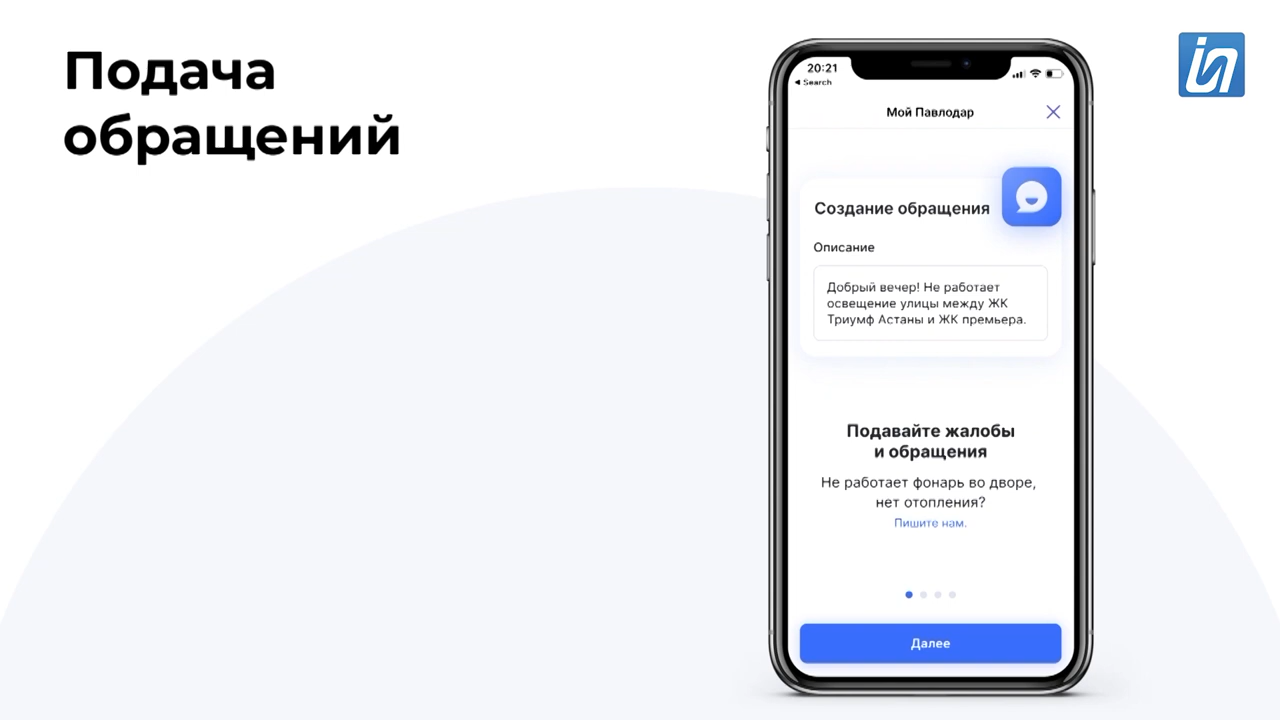 Подача
обращений
20:21
Search
Мой Павлодар
Создание обращения
Описание
Добрый вечер! Не работает
освещение улицы между ЖК
Триумф Астаны и ЖК премьера.
Подавайте жалобы
и обращения
Не работает фонарь во дворе,
нет отопления?
Пишите нам.
Далее
in